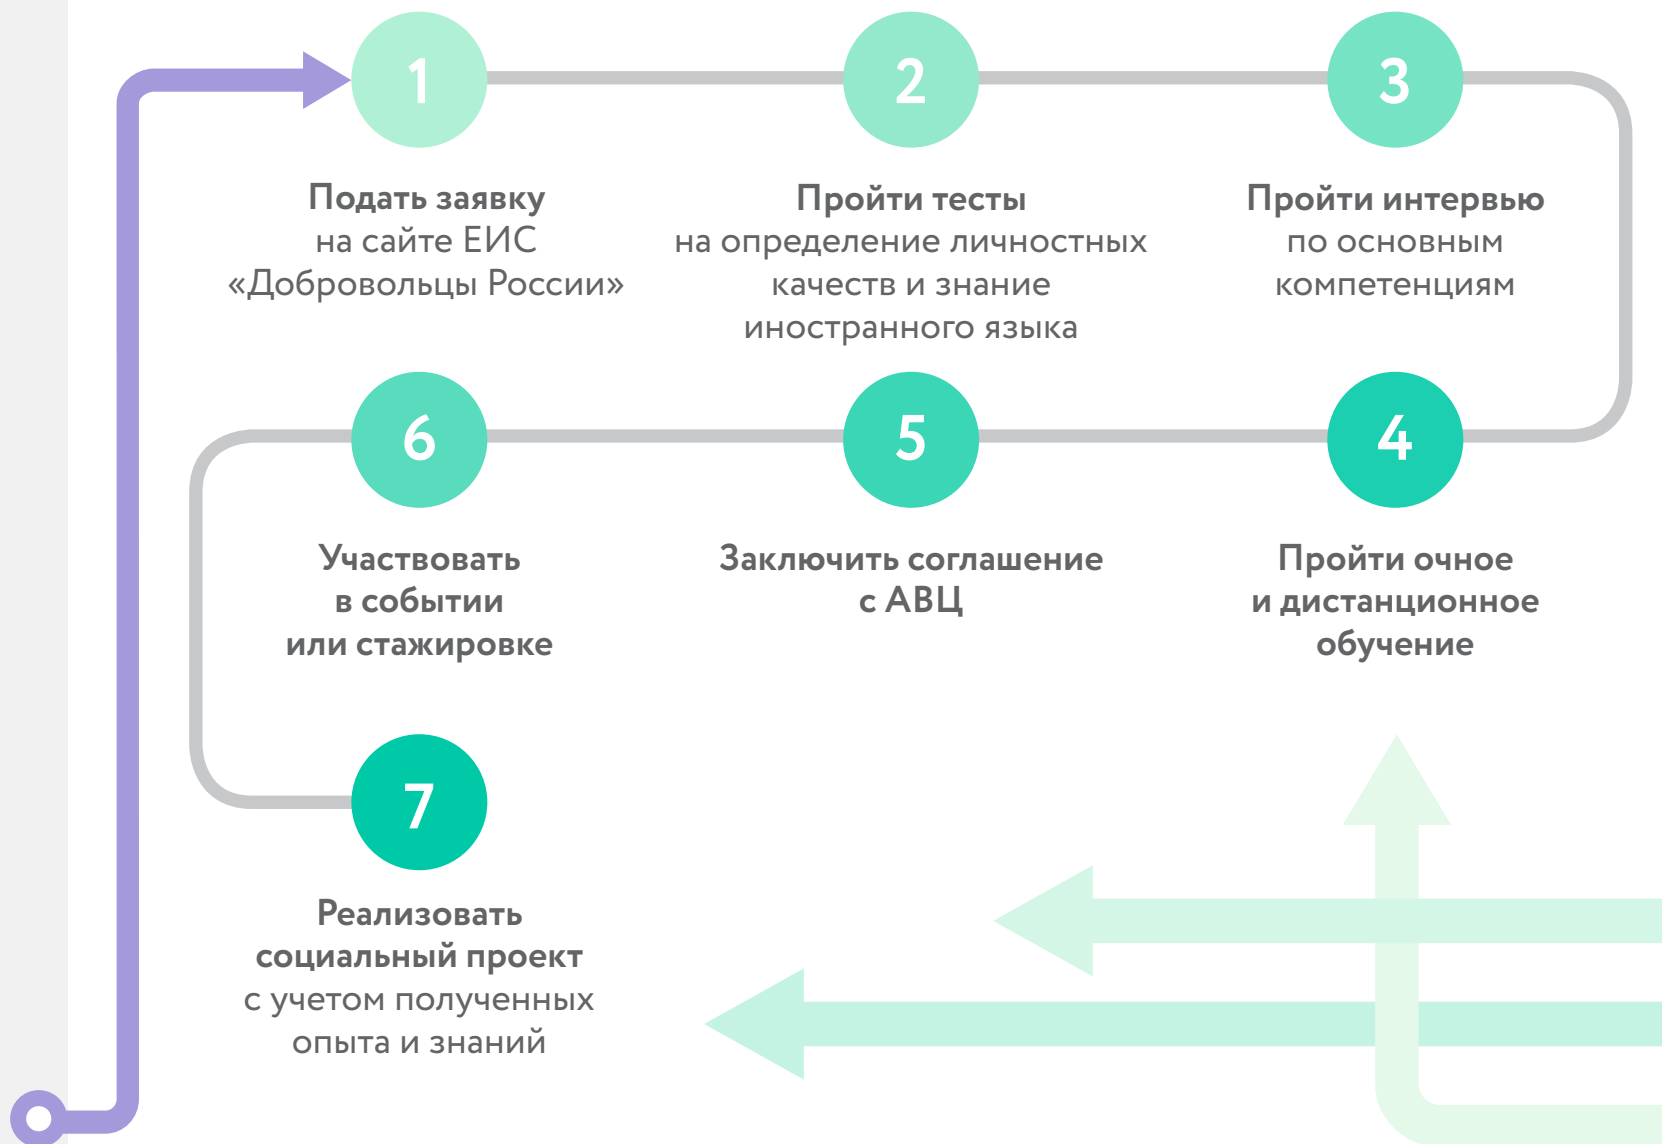 1
Подать заявку
на сайте ЕИС
«Добровольцы России»
2
Пройти тесты
на определение личностных
качеств и знание
иностранного языка
3
Пройти интервью
по основным
компетенциям
4
Пройти очное
и дистанционное
обучение
5
Заключить соглашение
с АВЦ
6
Участвовать
в событии
или стажировке
7
Реализовать
социальный проект
с учетом полученных
опыта и знаний